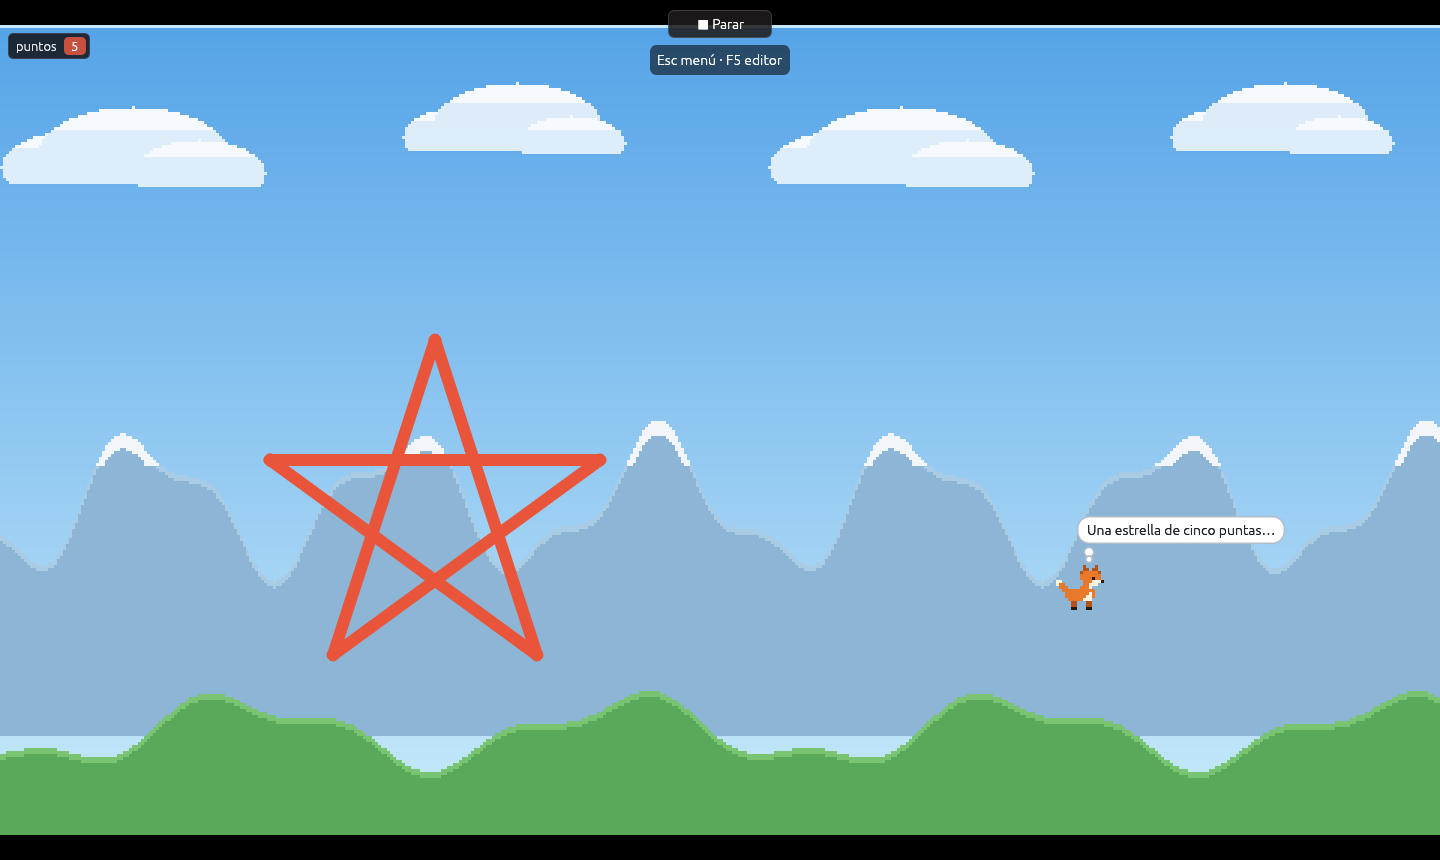 ■ Parar
puntos 5
Esc menú · F5 editor
Una estrella de cinco puntas...